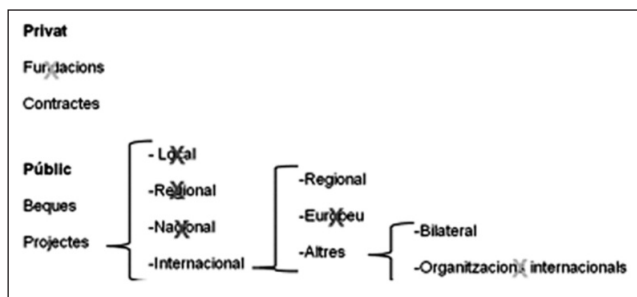 Privat
Fundacions
Contractes
Públic
Beques
Projectes
- Local
-Regional
-Nacional
-Internacional
-Regional
-Europeu
-Altres
-Bilateral
-Organitzacions internacionals